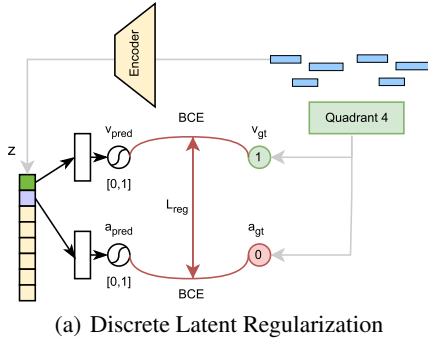 Encoder
Quadrant 4
z
v_pred
BCE
v_gt
1
[0,1]
L_reg
a_pred
a_gt
0
[0,1]
BCE
(a) Discrete Latent Regularization